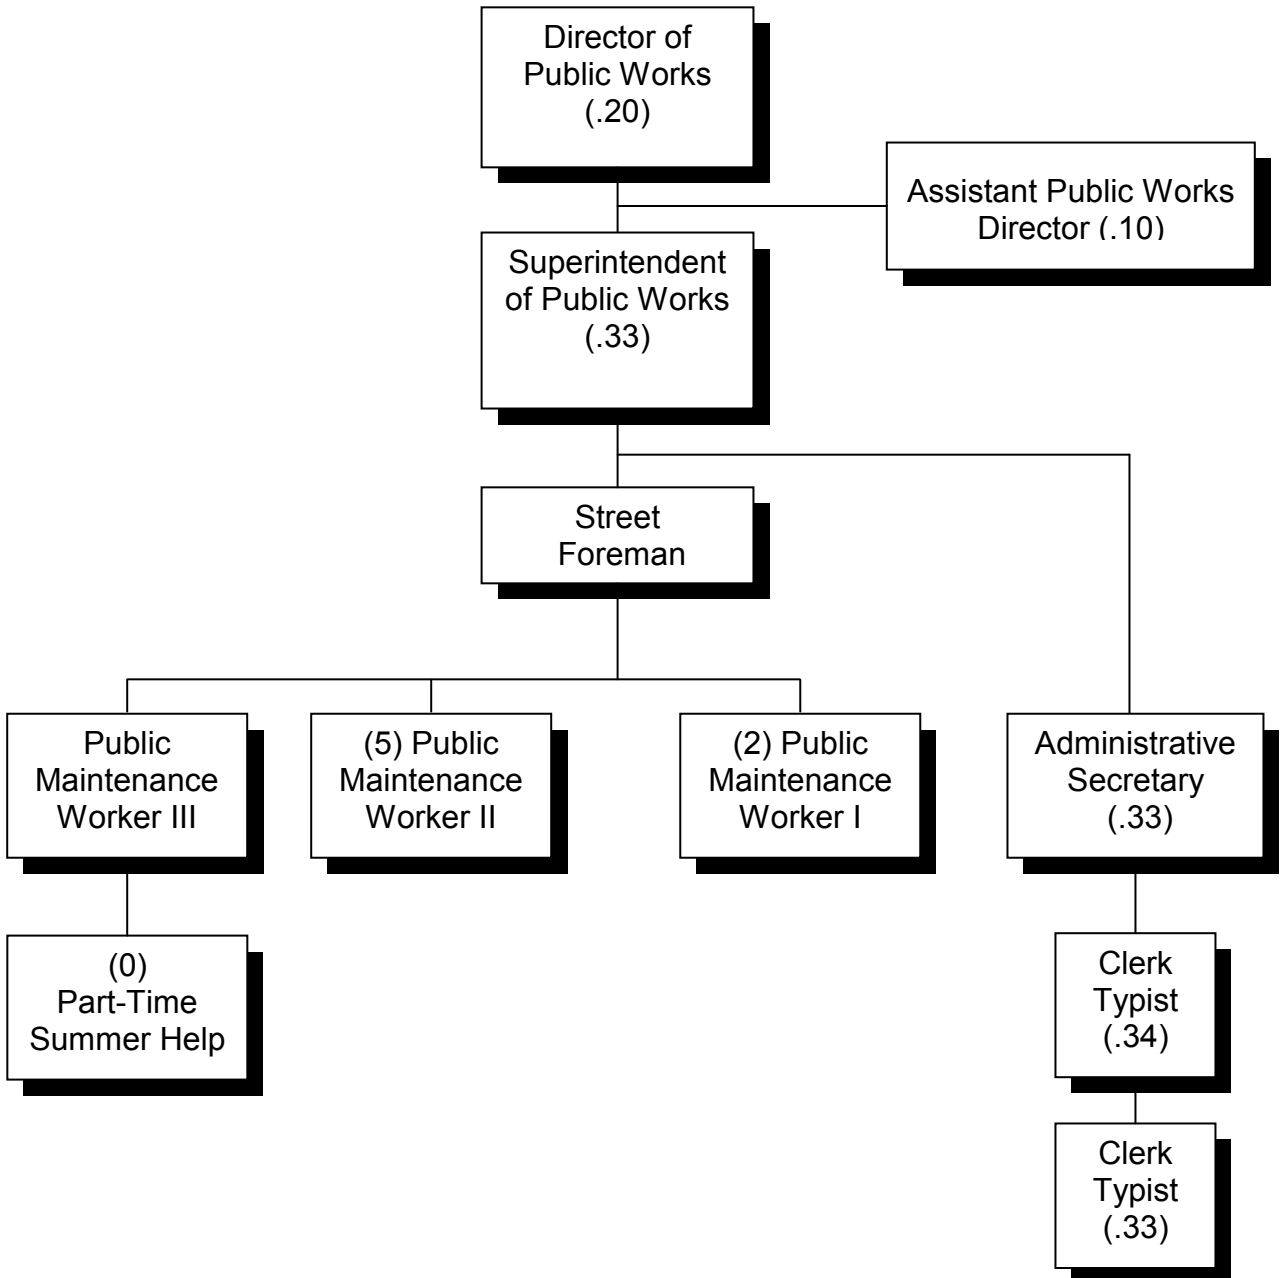 Director of
Public Works
(.20)
Assistant Public Works
Director (.10)
Superintendent
of Public Works
(.33)
Street
Foreman
Public
Maintenance
Worker III
(5) Public
Maintenance
Worker II
(2) Public
Maintenance
Worker I
Administrative
Secretary
(.33)
(0)
Part-Time
Summer Help
Clerk
Typist
(.34)
Clerk
Typist
(.33)